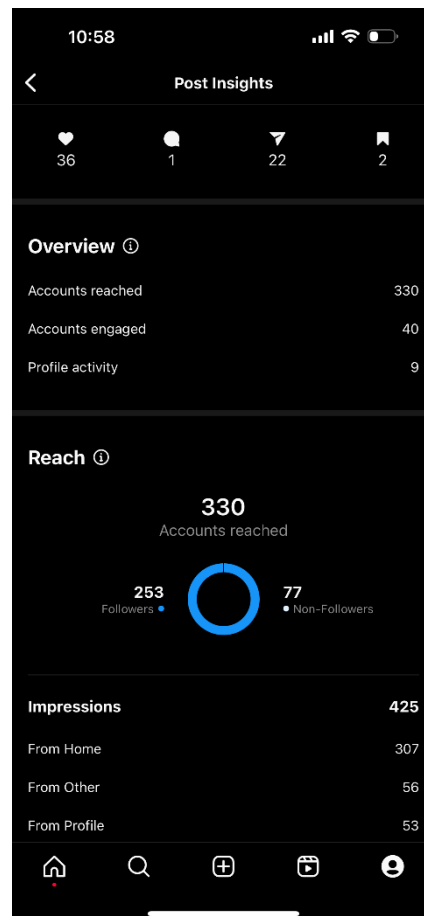 10:58
Post Insights
36 1 22 2
Overview
Accounts reached 330
Accounts engaged 40
Profile activity 9
Reach
330
Accounts reached
253 77
Followers Non-Followers
Impressions 425
From Home 307
From Other 56
From Profile 53